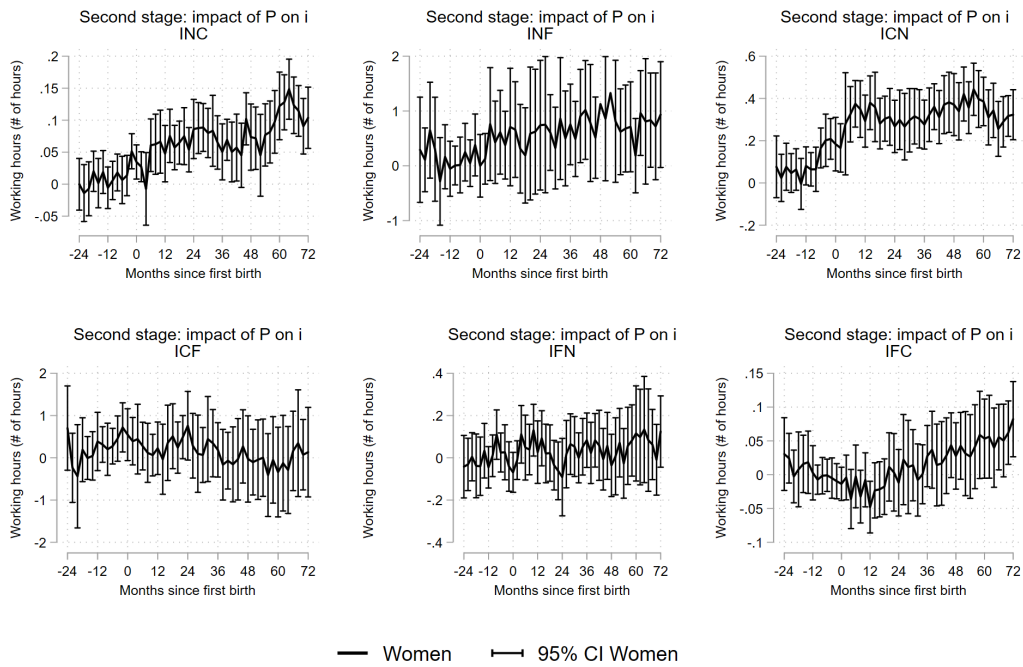 Second stage: impact of P on i
INC
Working hours (# of hours)
.2
.15
.1
.05
0
-.05
-24 -12 0 12 24 36 48 60 72
Months since first birth
Second stage: impact of P on i
INF
Working hours (# of hours)
2
1
0
-1
-24 -12 0 12 24 36 48 60 72
Months since first birth
Second stage: impact of P on i
ICN
Working hours (# of hours)
.6
.4
.2
0
-.2
-24 -12 0 12 24 36 48 60 72
Months since first birth
Second stage: impact of P on i
ICF
Working hours (# of hours)
2
1
0
-1
-2
-24 -12 0 12 24 36 48 60 72
Months since first birth
Second stage: impact of P on i
IFN
Working hours (# of hours)
.4
.2
0
-.2
-.4
-24 -12 0 12 24 36 48 60 72
Months since first birth
Second stage: impact of P on i
IFC
Working hours (# of hours)
.15
.1
.05
0
-.05
-.1
-24 -12 0 12 24 36 48 60 72
Months since first birth
Women 95% CI Women